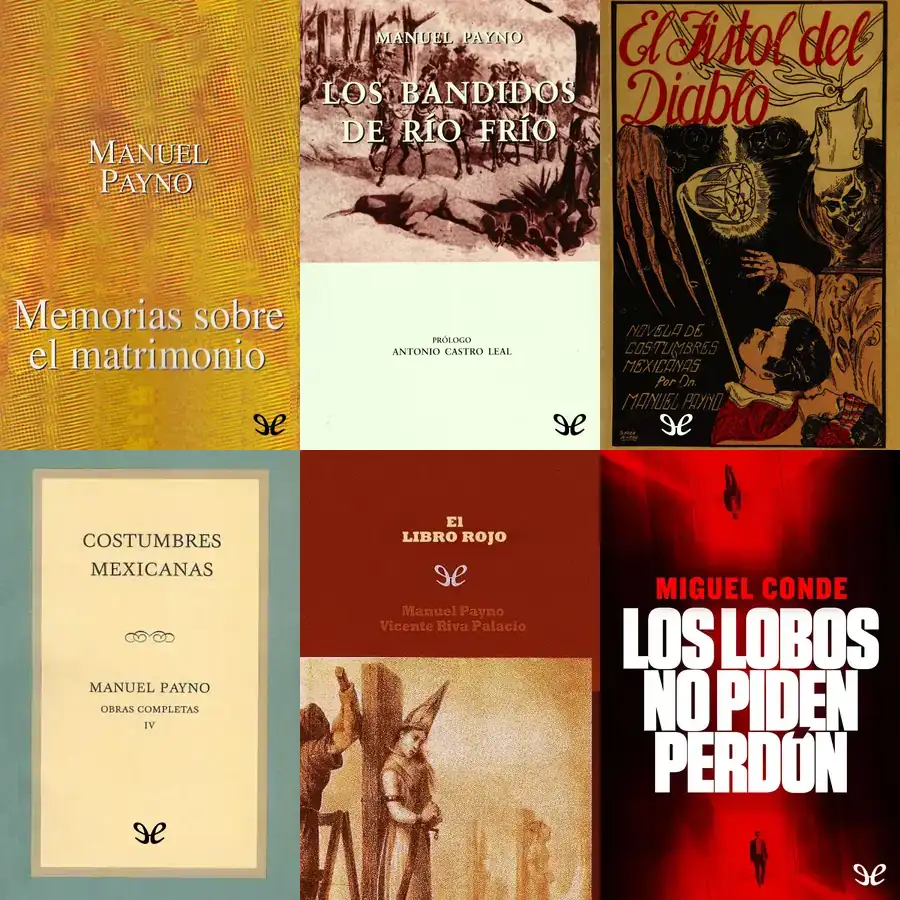 MANUEL
PAYNO
Memorias sobre
el matrimonio
MANUEL PAYNO
LOS BANDIDOS
DE RÍO FRÍO
PRÓLOGO
ANTONIO CASTRO LEAL
El Fistol del
Diablo
NOVELA DE
COSTUMBRES
MEXICANAS
Por Dn.
MANUEL PAYNO
COSTUMBRES
MEXICANAS
MANUEL PAYNO
OBRAS COMPLETAS
IV
El
LIBRO ROJO
Manuel Payno
Vicente Riva Palacio
MIGUEL CONDE
LOS LOBOS
NO PIDEN
PERDÓN